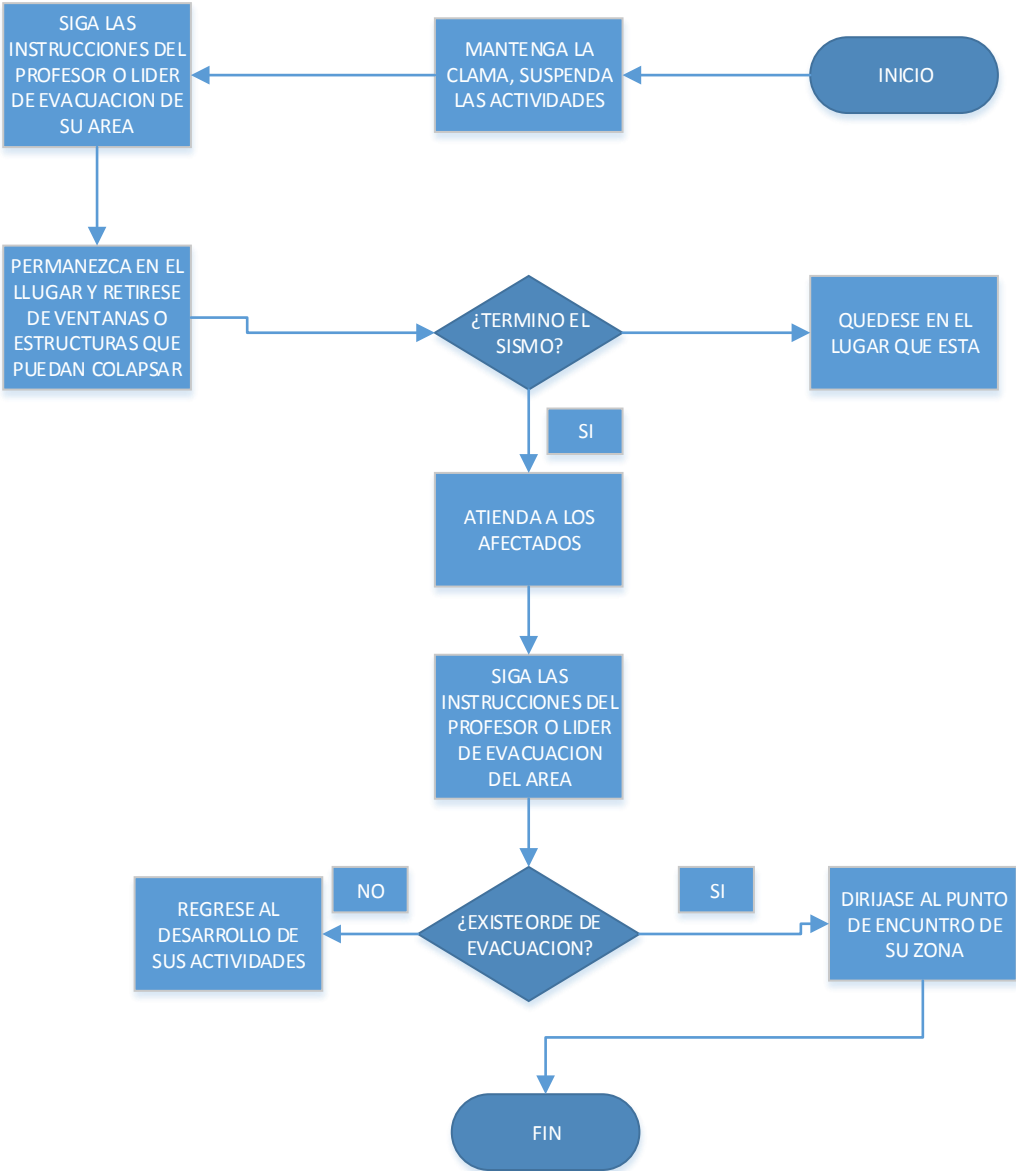 INICIO
MANTENGA LA
CLAMA, SUSPENDA
LAS ACTIVIDADES
SIGA LAS
INSTRUCCIONES DEL
PROFESOR O LIDER
DE EVACUACION DE
SU AREA
PERMANEZCA EN EL
LLUGAR Y RETIRESE
DE VENTANAS O
ESTRUCTURAS QUE
PUEDAN COLAPSAR
¿TERMINO EL
SISMO?
QUEDESE EN EL
LUGAR QUE ESTA
SI
ATIENDA A LOS
AFECTADOS
SIGA LAS
INSTRUCCIONES DEL
PROFESOR O LIDER
DE EVACUACION
DEL AREA
¿EXISTE ORDE DE
EVACUACION?
NO
REGRESE AL
DESARROLLO DE
SUS ACTIVIDADES
SI
DIRIJASE AL PUNTO
DE ENCUNTRO DE
SU ZONA
FIN